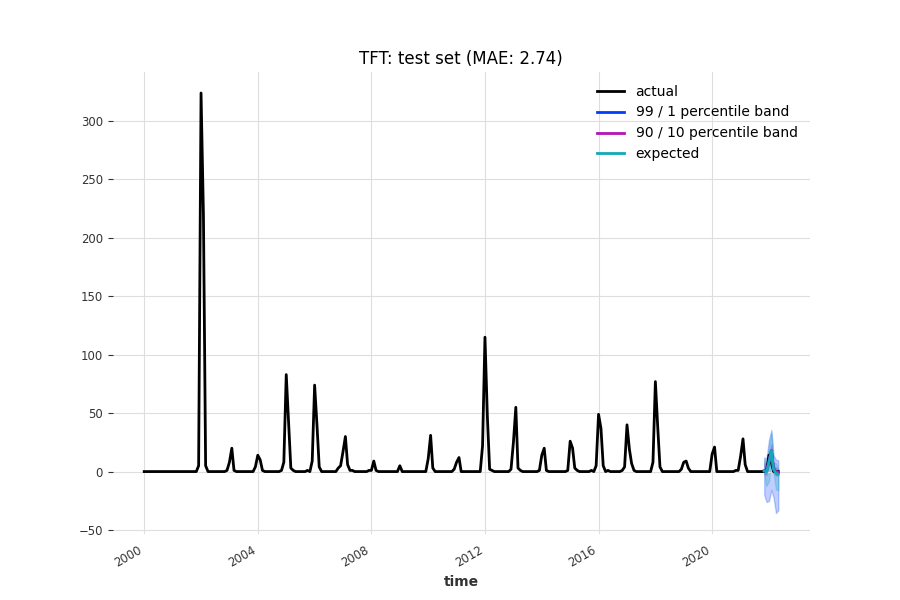 TFT: test set (MAE: 2.74)
actual
99 / 1 percentile band
90 / 10 percentile band
expected
300
250
200
150
100
50
0
−50
2000
2004
2008
2012
2016
2020
time